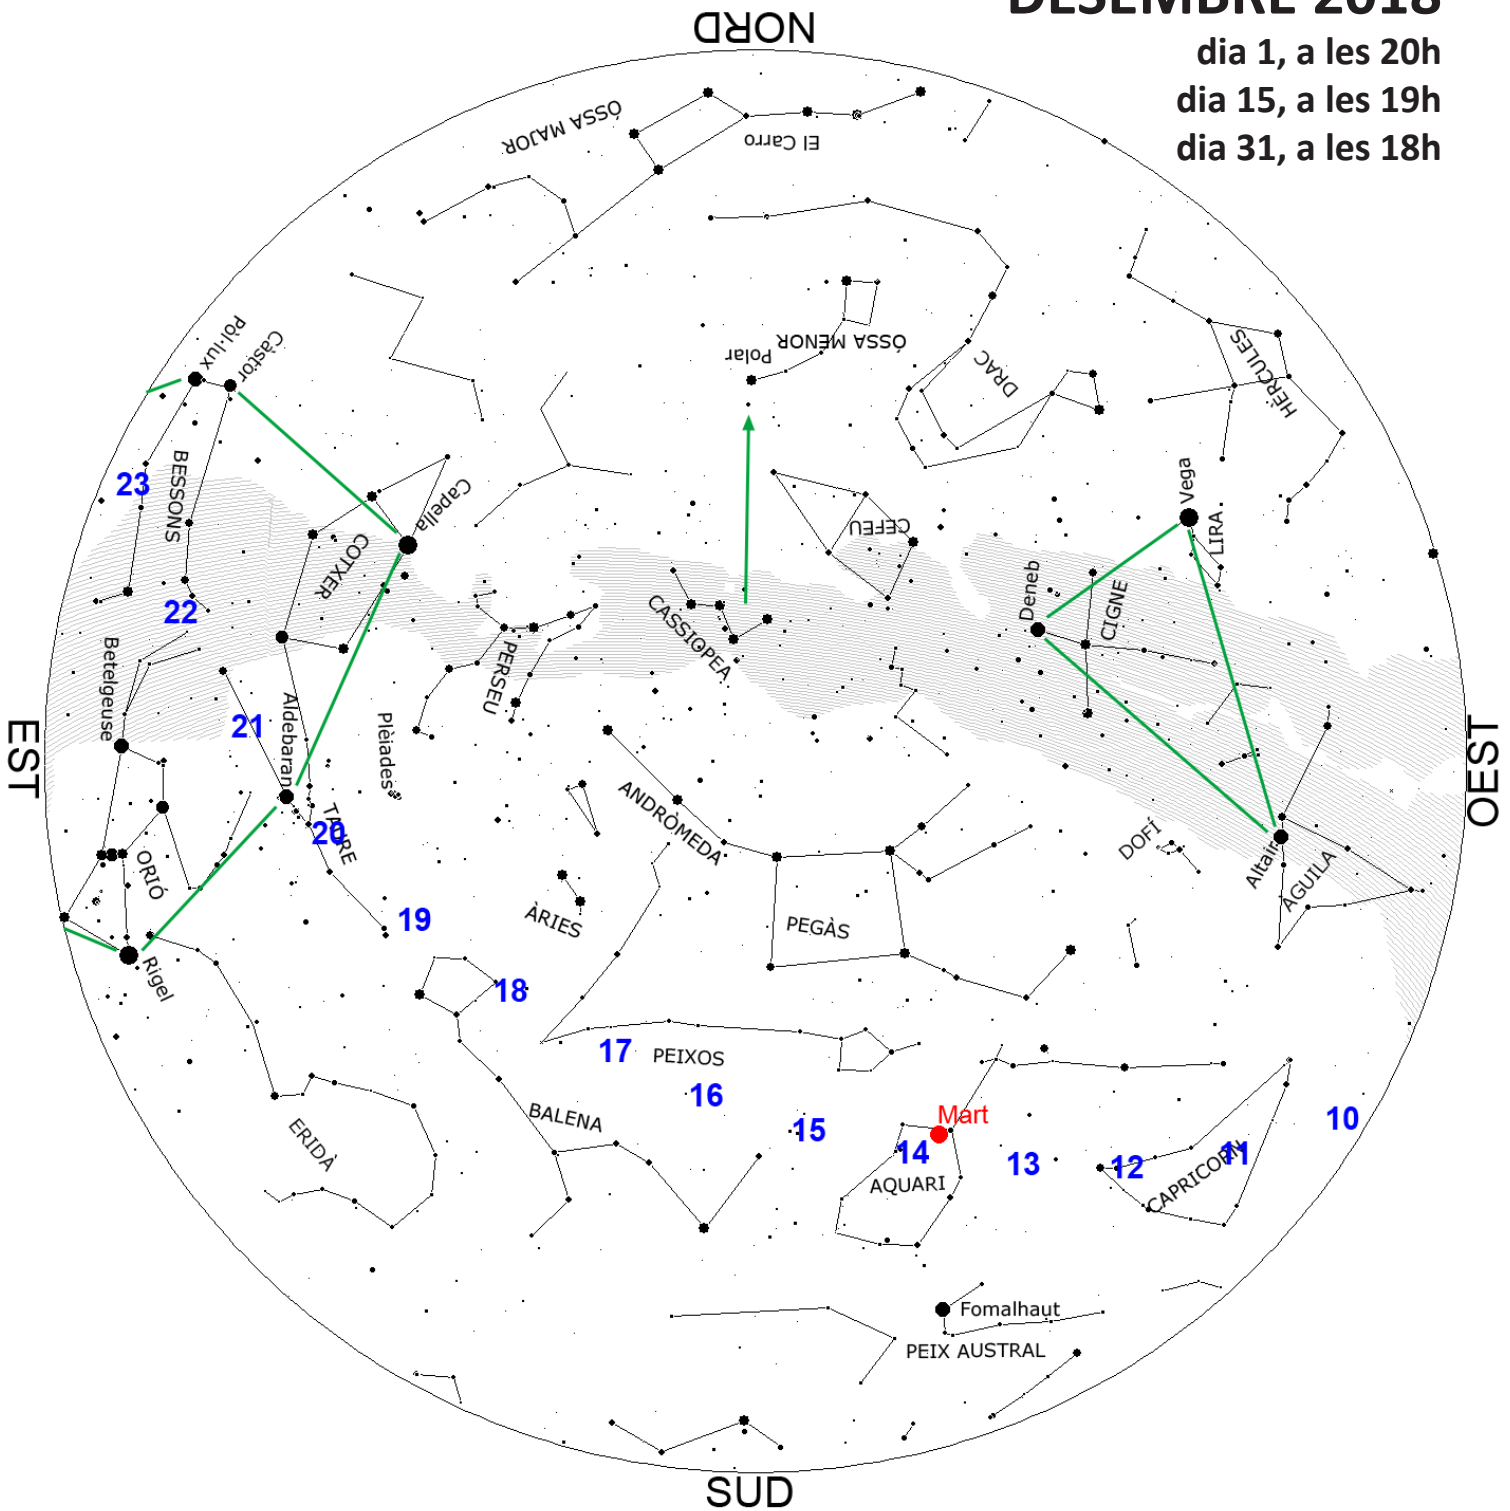 DESEMBRE 2018
dia 1, a les 20h
dia 15, a les 19h
dia 31, a les 18h
NORD
ÓSSA MAJOR
El Carro
ÓSSA MENOR
Polar
DRAC
HÈRCULES
Pòl·lux
Càstor
BESSONS
23
22
Capella
COTXER
CEFEU
Vega
LIRA
Deneb
CIGNE
CASSIOPEA
PERSEU
Betelgeuse
21
Aldebaran
Plèiades
EST
OEST
TAURE
20
ANDRÒMEDA
DOFÍ
Altair
ÀGUILA
ORIÓ
Rigel
19
ÀRIES
PEGÀS
18
17
PEIXOS
16
15
BALENA
ERIDÀ
Mart
14
13
12
11
10
AQUARI
CAPRICORN
Fomalhaut
PEIX AUSTRAL
SUD